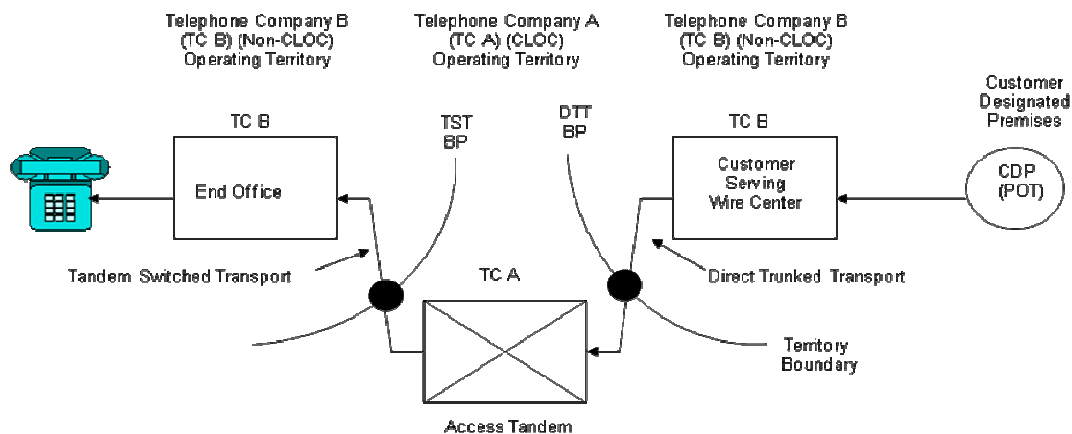 Telephone Company B
(TC B) (Non-CLOC)
Operating Territory
Telephone Company A
(TC A) (CLOC)
Operating Territory
Telephone Company B
(TC B) (Non-CLOC)
Operating Territory
Customer
Designated
Premises
TC B
TST
BP
DTT
BP
TC B
End Office
Customer
Serving
Wire Center
CDP
(POT)
Tandem Switched Transport
TC A
Direct Trunked Transport
Territory
Boundary
Access Tandem